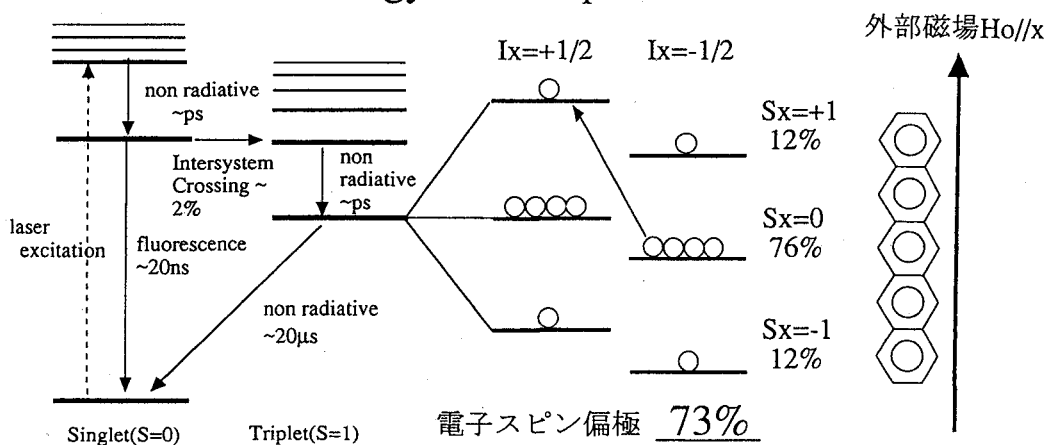 外部磁場Ho//x
Ix=+1/2
Ix=-1/2
non radiative
~ps
Intersystem
Crossing ~
2%
non
radiative
~ps
Sx=+1
12%
Sx=0
76%
Sx=-1
12%
laser
excitation
fluorescence
~20ns
non radiative
~20μs
Singlet(S=0)
Triplet(S=1)
電子スピン偏極 73%